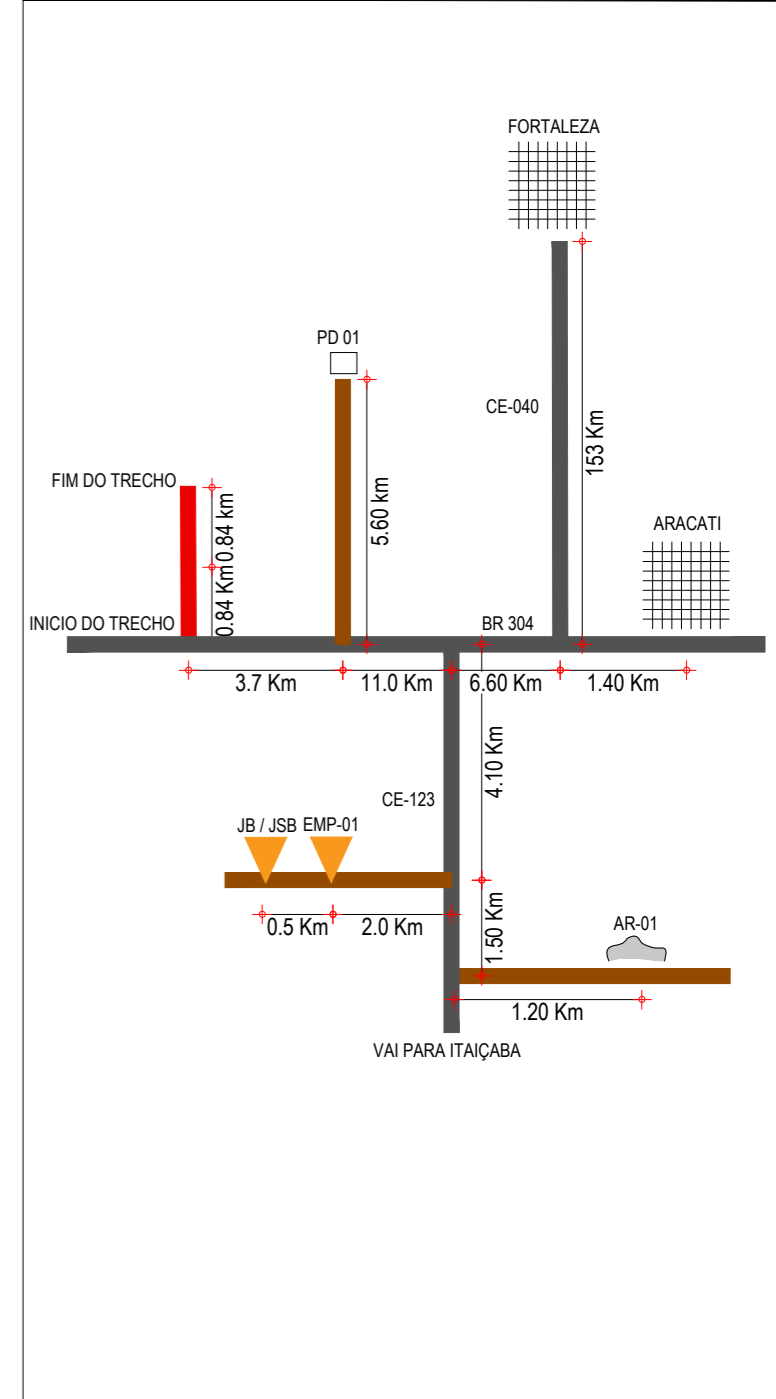 FORTALEZA
PD 01
CE-040
153 Km
5.60 km
FIM DO TRECHO
0.84 km
0.84 Km
ARACATI
INICIO DO TRECHO
BR 304
3.7 Km
11.0 Km
6.60 Km
1.40 Km
4.10 Km
CE-123
JB / JSB
EMP-01
0.5 Km
2.0 Km
1.50 Km
AR-01
1.20 Km
VAI PARA ITAIÇABA